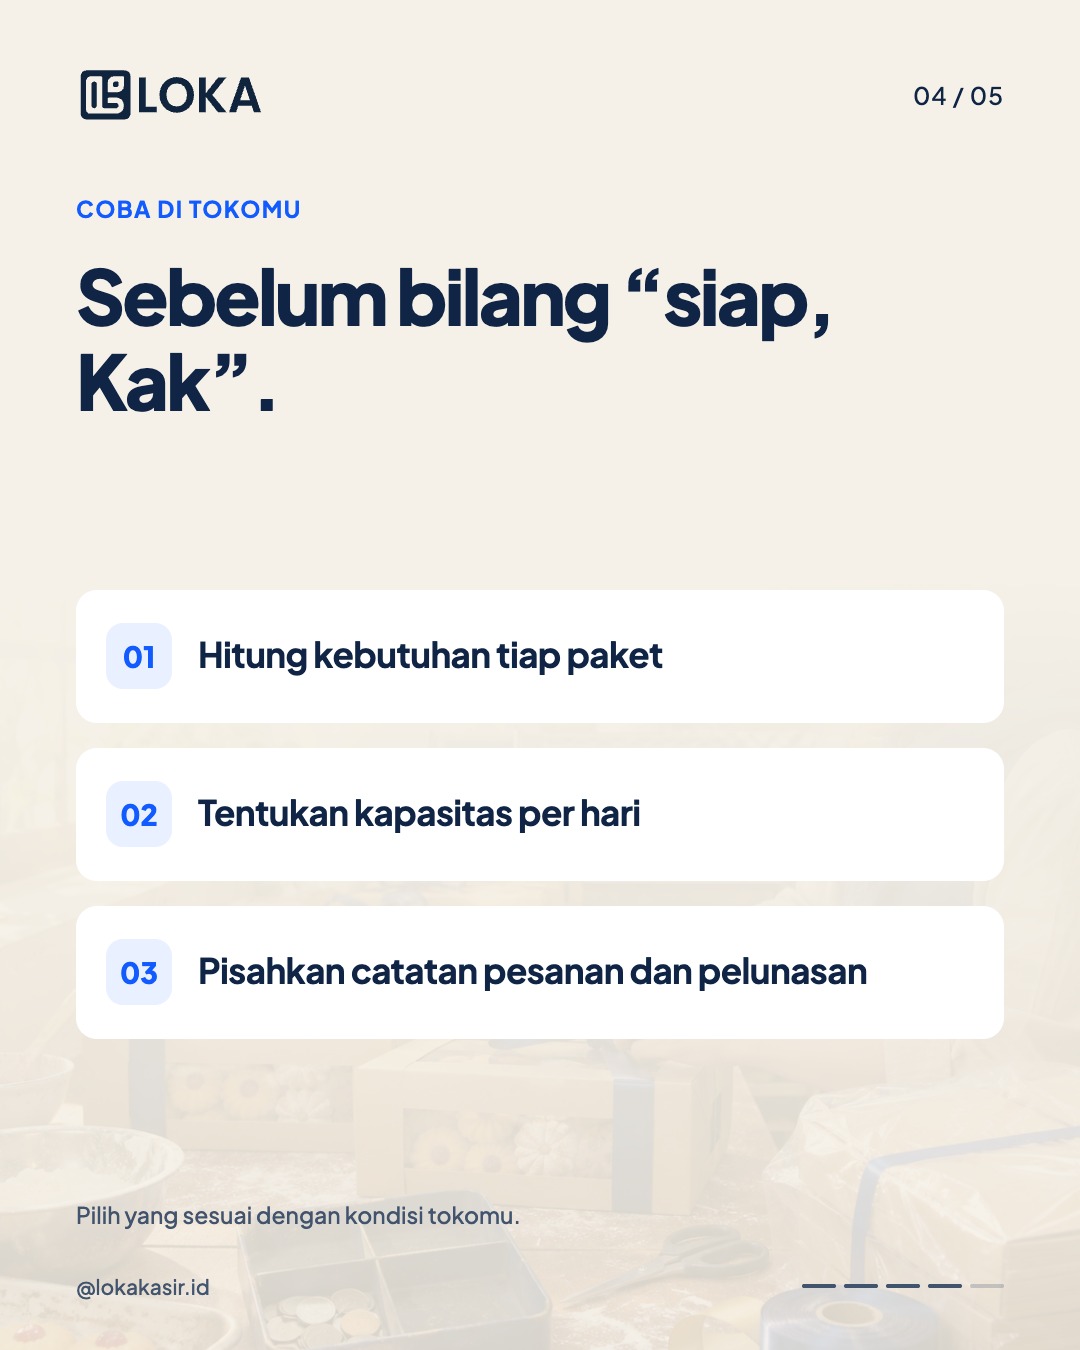 LOKA
04 / 05
COBA DI TOKOMU
Sebelum bilang “siap,
Kak”.
01 Hitung kebutuhan tiap paket
02 Tentukan kapasitas per hari
03 Pisahkan catatan pesanan dan pelunasan
Pilih yang sesuai dengan kondisi tokomu.
@lokakasir.id